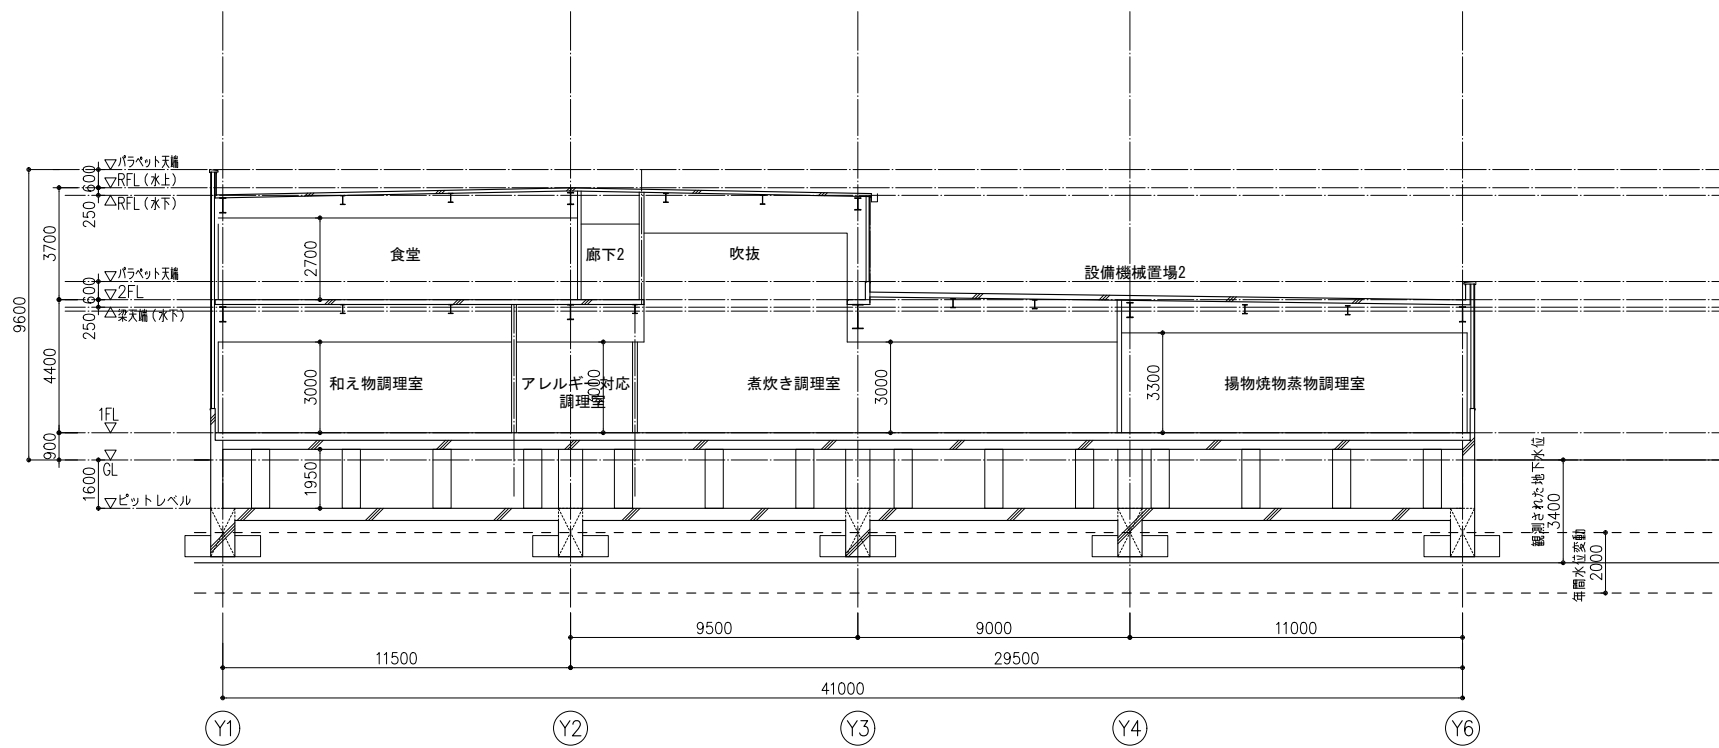 ▽パラペット天端
▽RFL(水上)
△RFL(水下)
600
250
3700
9600
食堂
2700
廊下2
吹抜
設備機械置場2
▽パラペット天端
▽2FL
△梁天端(水下)
600
250
4400
和え物調理室
3000
アレルギー対応
調理室
3000
煮炊き調理室
3000
揚物焼物蒸物調理室
3300
1FL
900
GL
1600
1950
▽ピットレベル
観測された地下水位
3400
年間水位変動
2000
9500
9000
11000
11500
29500
41000
Y1
Y2
Y3
Y4
Y6